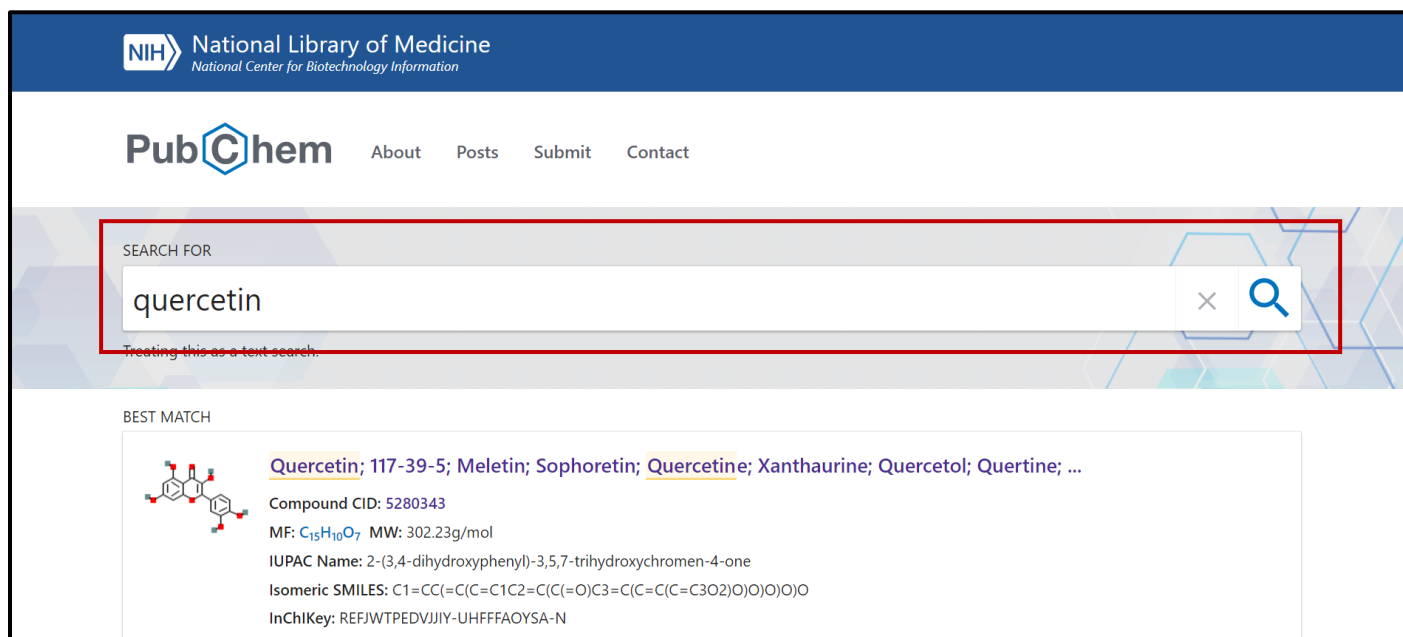 NIH National Library of Medicine
National Center for Biotechnology Information
PubChem About Posts Submit Contact
SEARCH FOR
quercetin
Treating this as a text search.
BEST MATCH
Quercetin; 117-39-5; Meletin; Sophoretin; Quercetine; Xanthaurine; Quercetol; Quertine; ...
Compound CID: 5280343
MF: C₁₅H₁₀O₇ MW: 302.23g/mol
IUPAC Name: 2-(3,4-dihydroxyphenyl)-3,5,7-trihydroxychromen-4-one
Isomeric SMILES: C1=CC(=C(C=C1C2=C(C(=O)C3=C(C=C(C=C3O2)O)O)O)O)O
InChIKey: REFJWTPEDVJJIY-UHFFFAOYSA-N